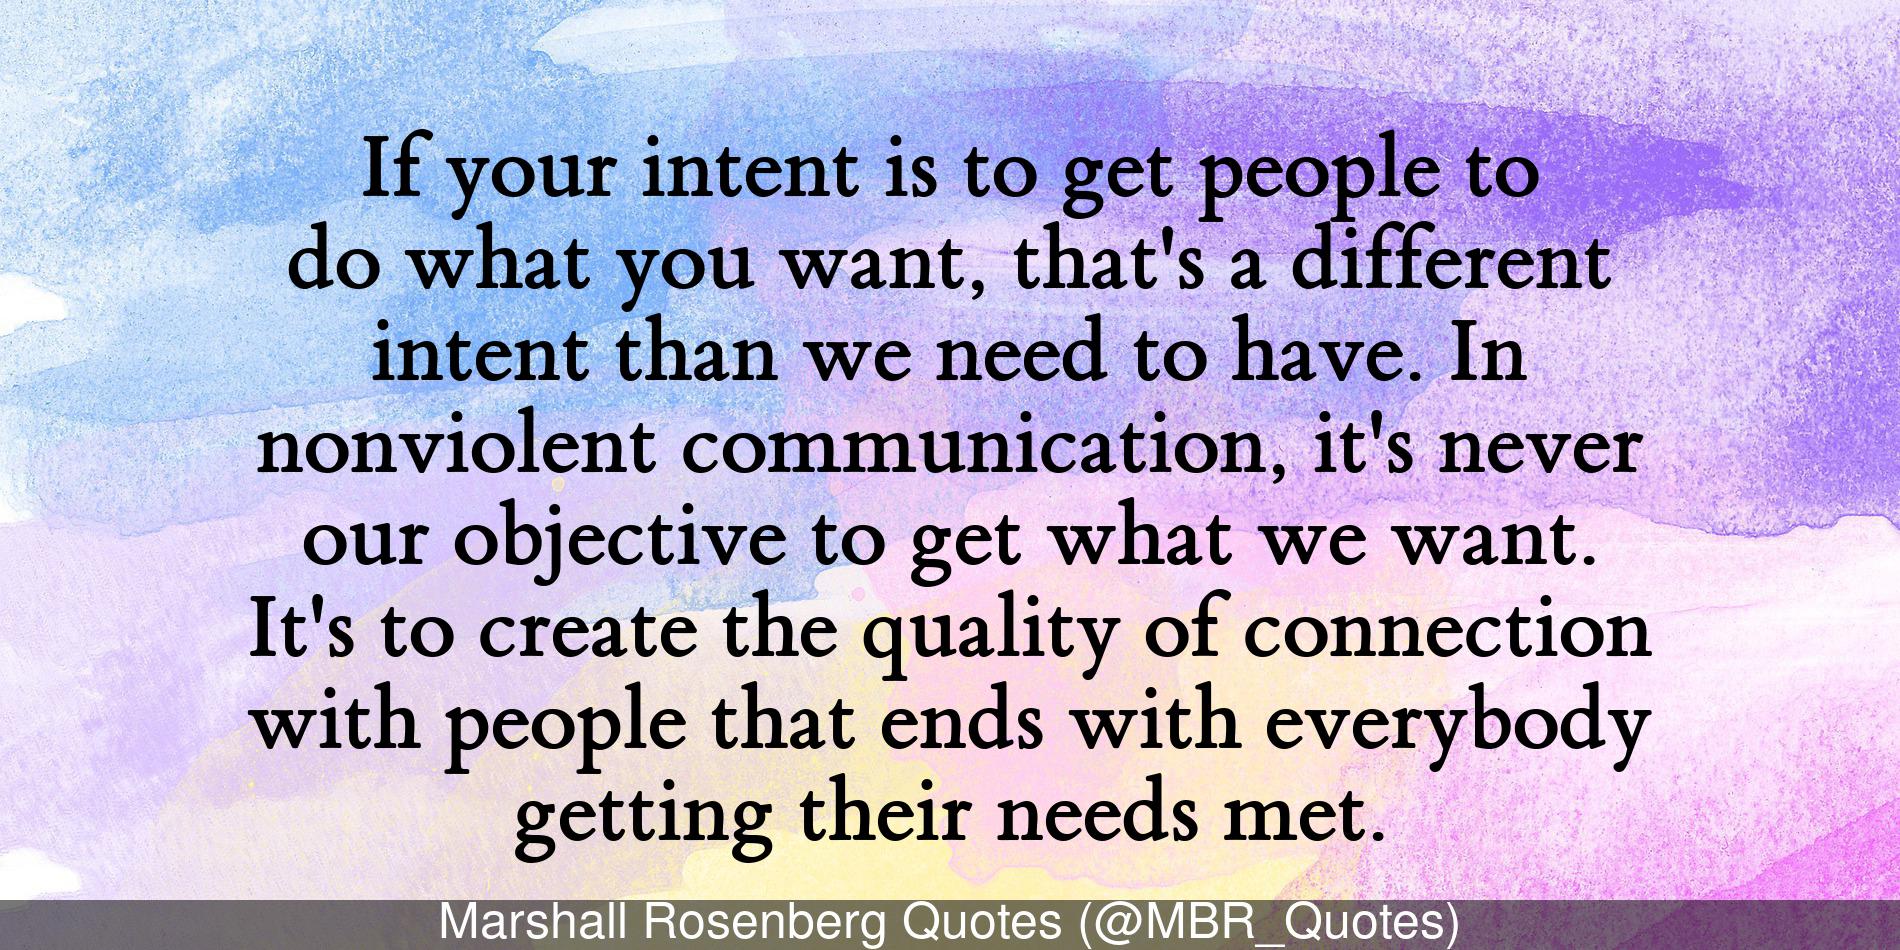 If your intent is to get people to
do what you want, that's a different
intent than we need to have. In
nonviolent communication, it's never
our objective to get what we want.
It's to create the quality of connection
with people that ends with everybody
getting their needs met.
Marshall Rosenberg Quotes (@MBR_Quotes)